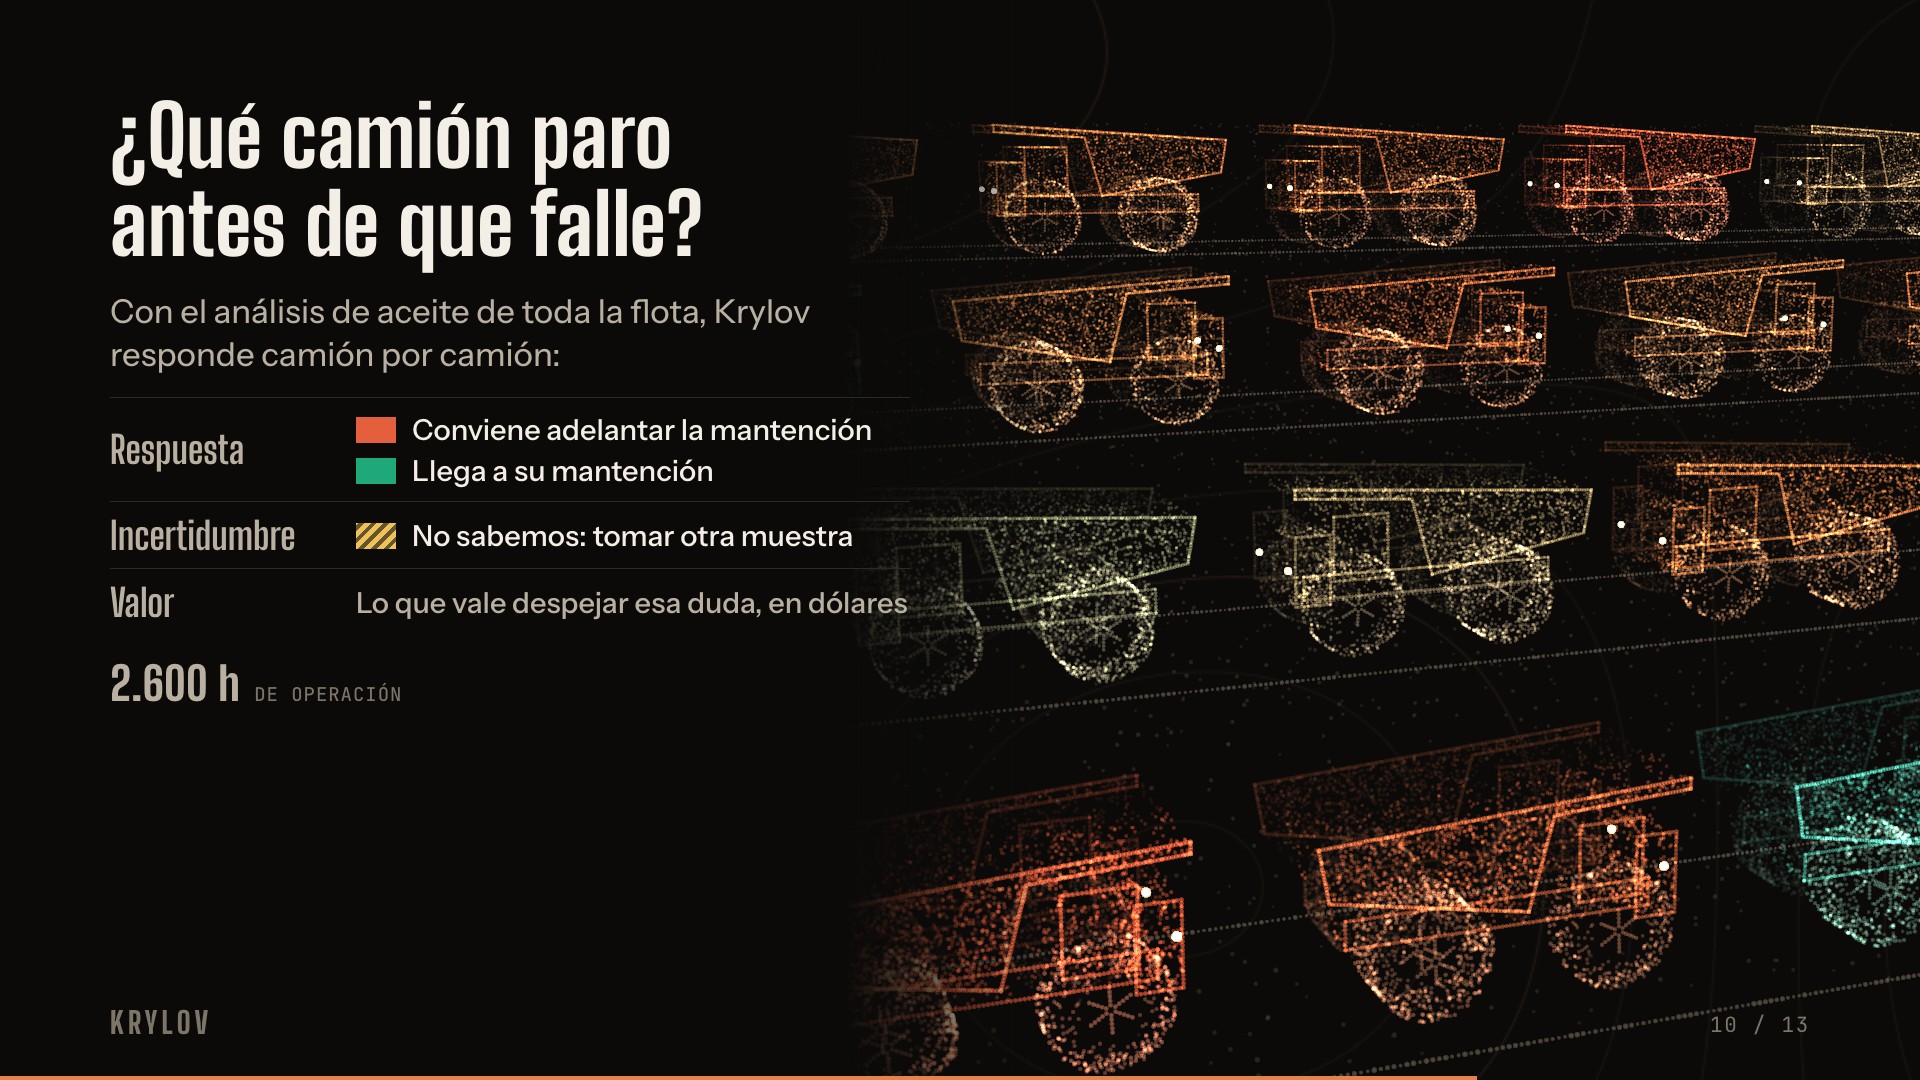 ¿Qué camión paro
antes de que falle?
Con el análisis de aceite de toda la flota, Krylov
responde camión por camión:
Respuesta
Conviene adelantar la mantención
Llega a su mantención
Incertidumbre
No sabemos: tomar otra muestra
Valor
Lo que vale despejar esa duda, en dólares
2.600 h DE OPERACIÓN
KRYLOV
10 / 13